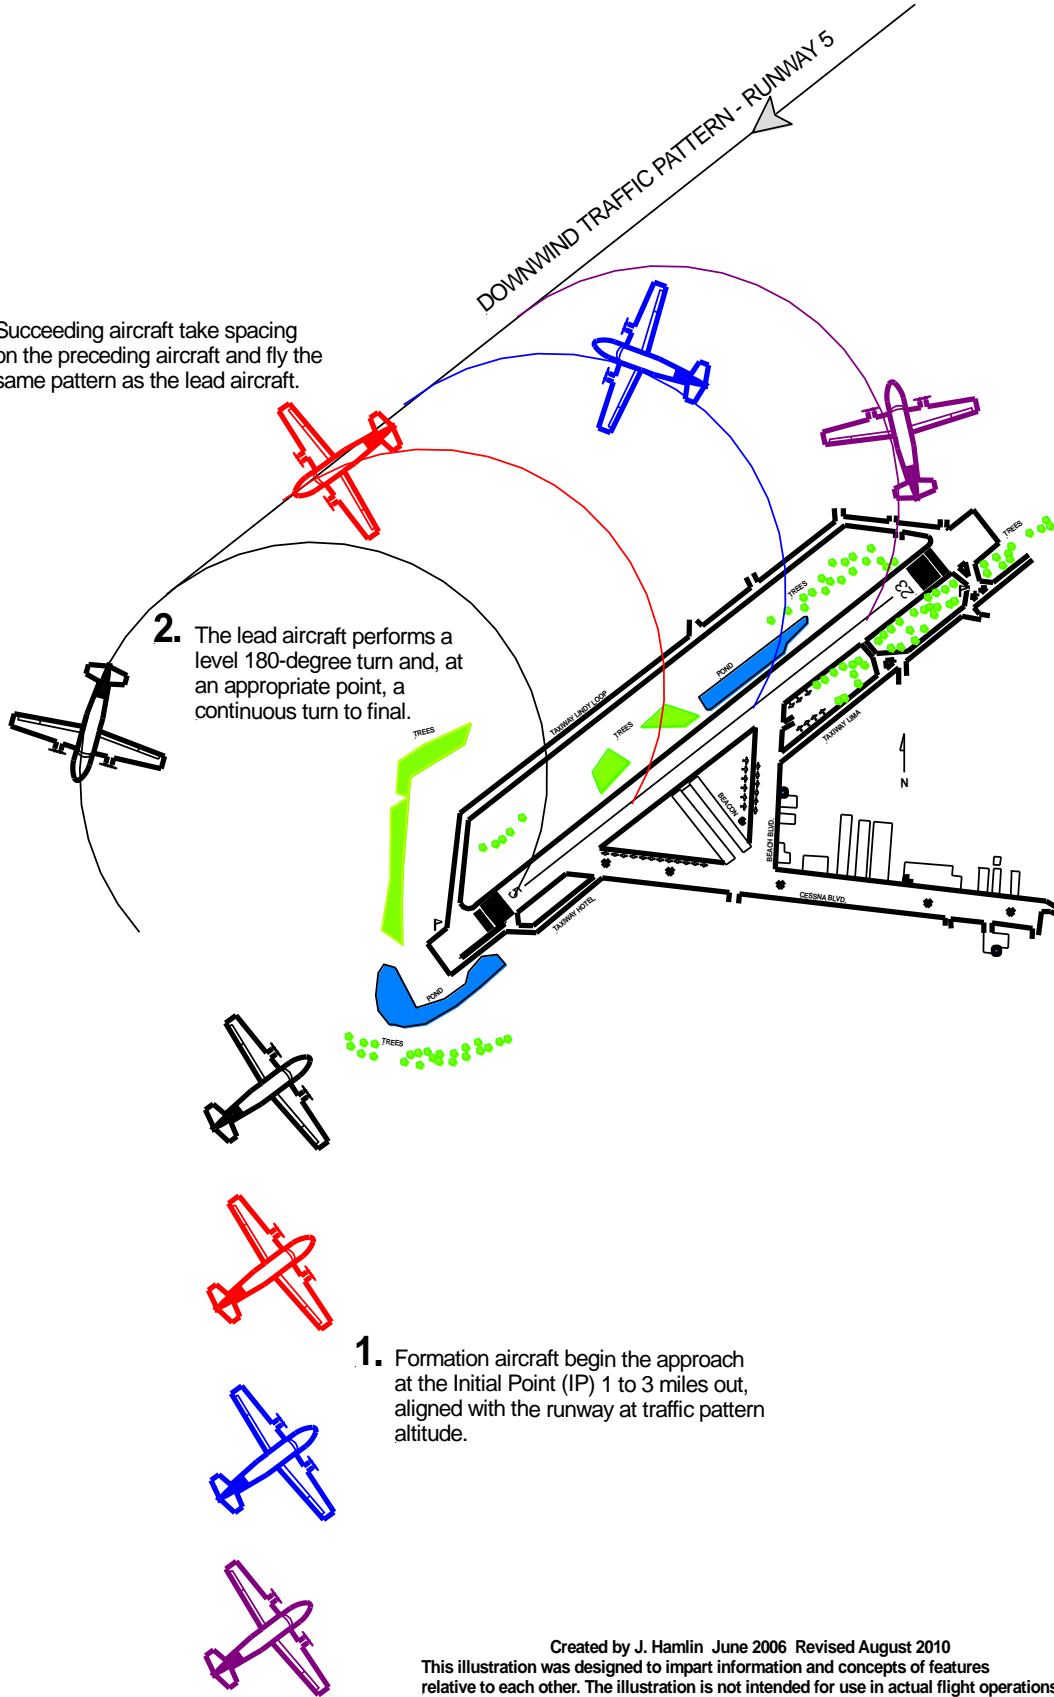 DOWNWIND TRAFFIC PATTERN - RUNWAY 5
Succeeding aircraft take spacing
on the preceding aircraft and fly the
same pattern as the lead aircraft.
2. The lead aircraft performs a
level 180-degree turn and, at
an appropriate point, a
continuous turn to final.
TREES
TREES
23
TREES
POND
TAXIWAY LINDY LOOP
TREES
TAXIWAY LIMA
N
BEACON
BEACH BLVD.
5
A
CESSNA BLVD.
TAXIWAY HOTEL
POND
TREES
1. Formation aircraft begin the approach
at the Initial Point (IP) 1 to 3 miles out,
aligned with the runway at traffic pattern
altitude.
Created by J. Hamlin June 2006 Revised August 2010
This illustration was designed to impart information and concepts of features
relative to each other. The illustration is not intended for use in actual flight operations